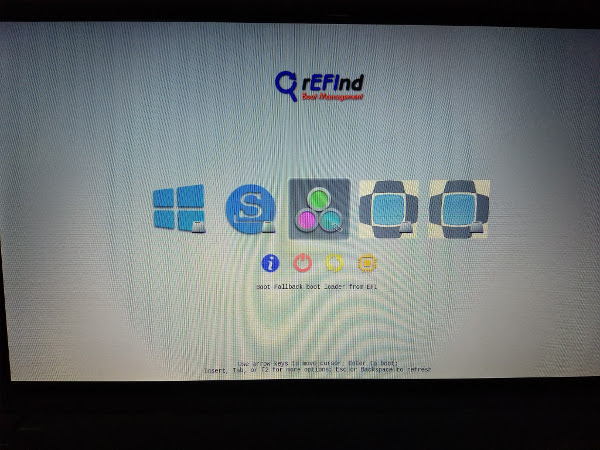 rEFInd
Boot Management
S
i
Boot Fallback boot loader from EFI
Use arrow keys to move cursor; Enter to boot;
Insert, Tab, or F2 for more options; Esc or Backspace to refresh